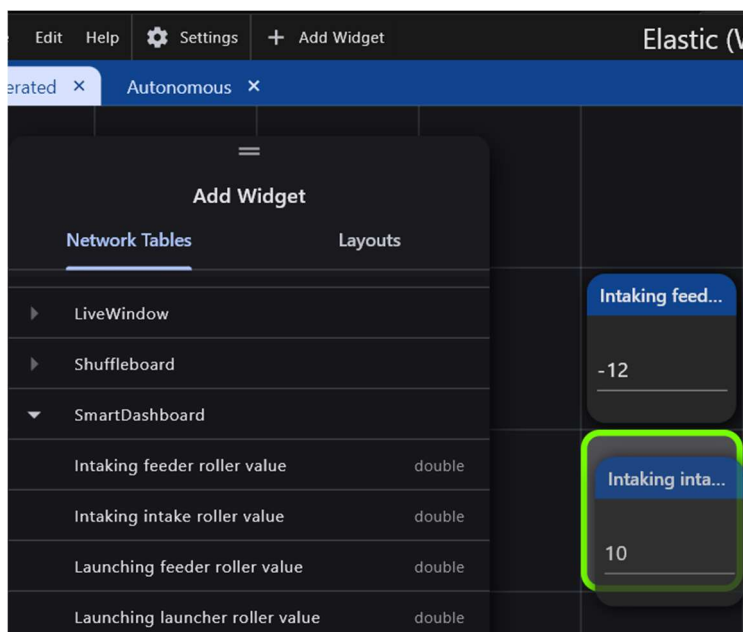 Edit Help Settings + Add Widget Elastic (W
erated × Autonomous ×
Add Widget
Network Tables Layouts
LiveWindow
Shuffleboard
SmartDashboard
Intaking feeder roller value double
Intaking intake roller value double
Launching feeder roller value double
Launching launcher roller value double
Intaking feed...
-12
Intaking inta...
10